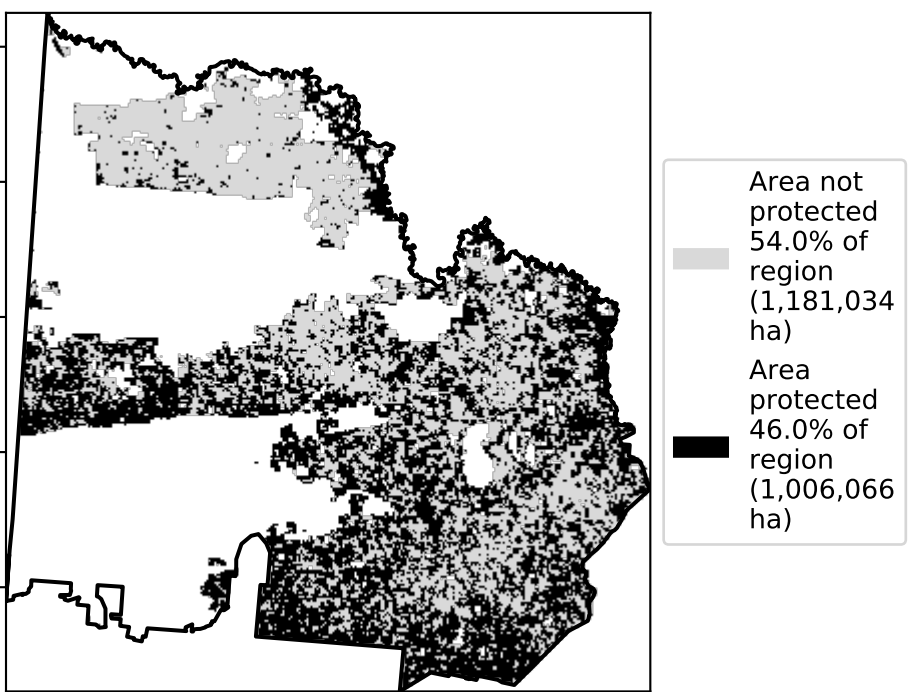 Area not
protected
54.0% of
region
(1,181,034
ha)
Area
protected
46.0% of
region
(1,006,066
ha)